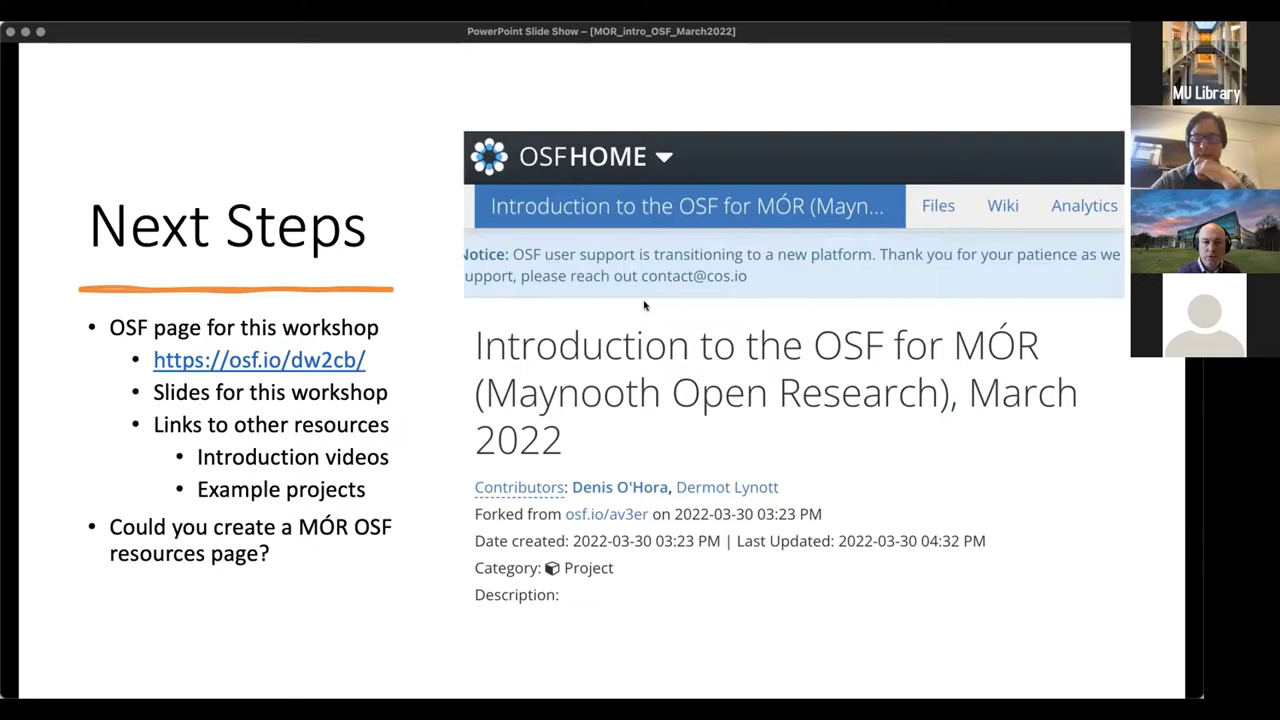 PowerPoint Slide Show – [MOR_intro_OSF_March2022]
MU Library
Next Steps
• OSF page for this workshop
• https://osf.io/dw2cb/
• Slides for this workshop
• Links to other resources
• Introduction videos
• Example projects
• Could you create a MÓR OSF
resources page?
OSFHOME
Introduction to the OSF for MÓR (Mayn...
Files
Wiki
Analytics
Notice: OSF user support is transitioning to a new platform. Thank you for your patience as we
upport, please reach out contact@cos.io
Introduction to the OSF for MÓR
(Maynooth Open Research), March
2022
Contributors: Denis O'Hora, Dermot Lynott
Forked from osf.io/av3er on 2022-03-30 03:23 PM
Date created: 2022-03-30 03:23 PM | Last Updated: 2022-03-30 04:32 PM
Category: Project
Description: